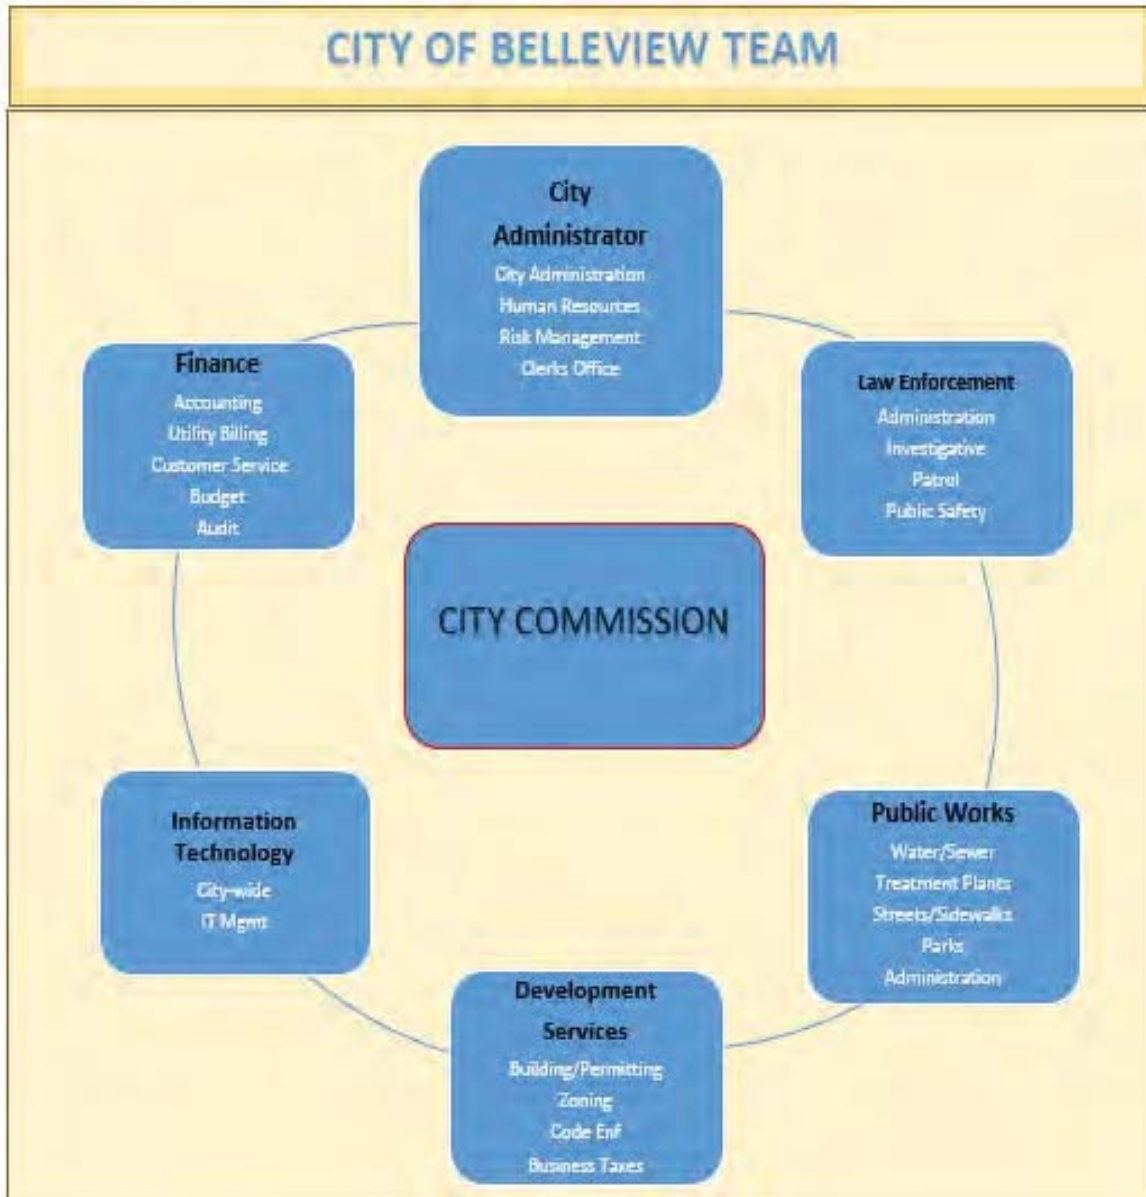 CITY OF BELLEVIEW TEAM
City
Administrator
City Administration
Human Resources
Risk Management
Clerks Office
Finance
Accounting
Utility Billing
Customer Service
Budget
Audit
Law Enforcement
Administration
Investigative
Patrol
Public Safety
CITY COMMISSION
Information
Technology
City-wide
IT Mgmt
Public Works
Water/Sewer
Treatment Plants
Streets/Sidewalks
Parks
Administration
Development
Services
Building/Permitting
Zoning
Code Enf
Business Taxes